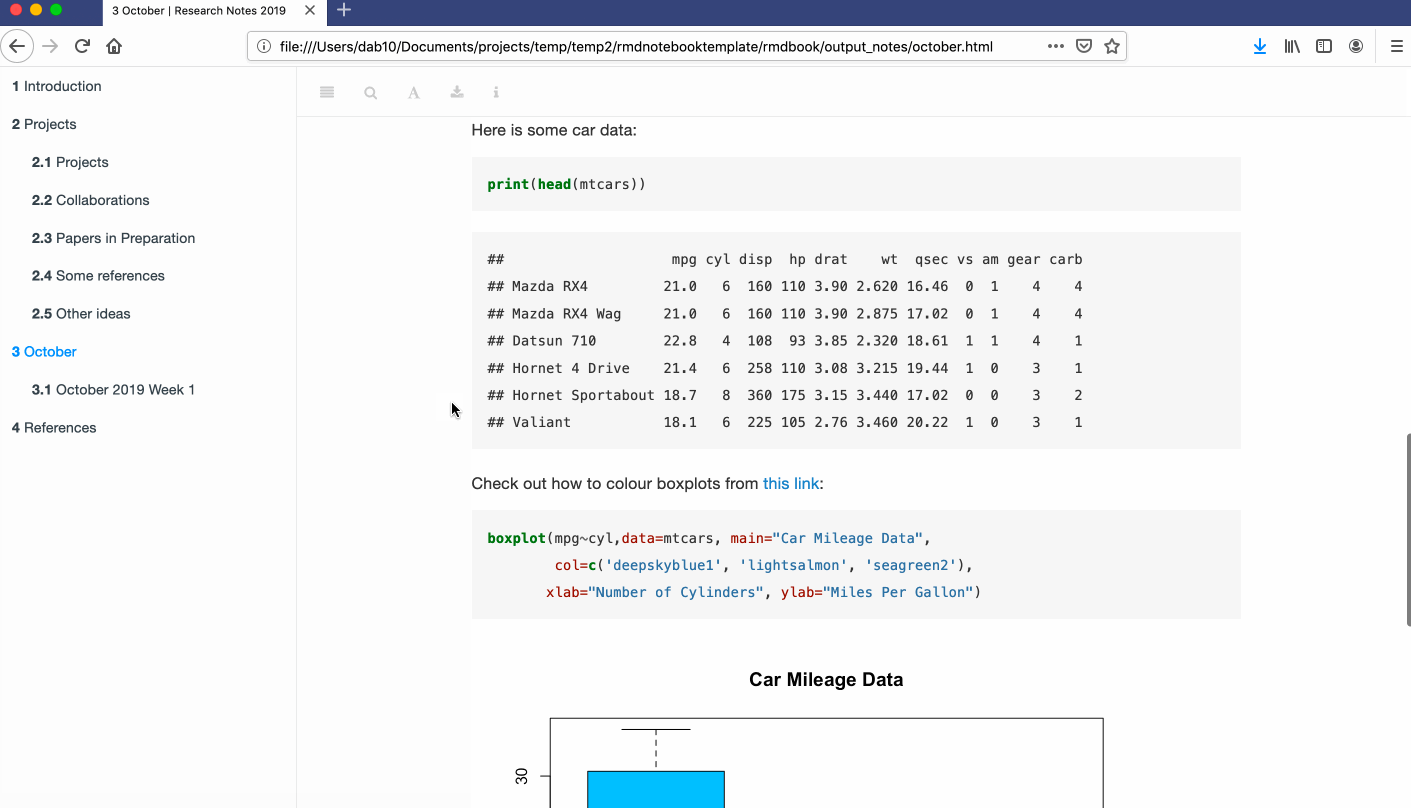 3 October | Research Notes 2019
file:///Users/dab10/Documents/projects/temp/temp2/rmdnotebooktemplate/rmdbook/output_notes/october.html
1 Introduction
2 Projects
2.1 Projects
2.2 Collaborations
2.3 Papers in Preparation
2.4 Some references
2.5 Other ideas
3 October
3.1 October 2019 Week 1
4 References
A
i
Here is some car data:
print(head(mtcars))
##                    mpg cyl disp  hp drat    wt  qsec vs am gear carb
## Mazda RX4         21.0   6  160 110 3.90 2.620 16.46  0  1    4    4
## Mazda RX4 Wag     21.0   6  160 110 3.90 2.875 17.02  0  1    4    4
## Datsun 710        22.8   4  108  93 3.85 2.320 18.61  1  1    4    1
## Hornet 4 Drive    21.4   6  258 110 3.08 3.215 19.44  1  0    3    1
## Hornet Sportabout 18.7   8  360 175 3.15 3.440 17.02  0  0    3    2
## Valiant           18.1   6  225 105 2.76 3.460 20.22  1  0    3    1
Check out how to colour boxplots from this link:
boxplot(mpg~cyl,data=mtcars, main="Car Mileage Data",
        col=c('deepskyblue1', 'lightsalmon', 'seagreen2'),
       xlab="Number of Cylinders", ylab="Miles Per Gallon")
Car Mileage Data
30